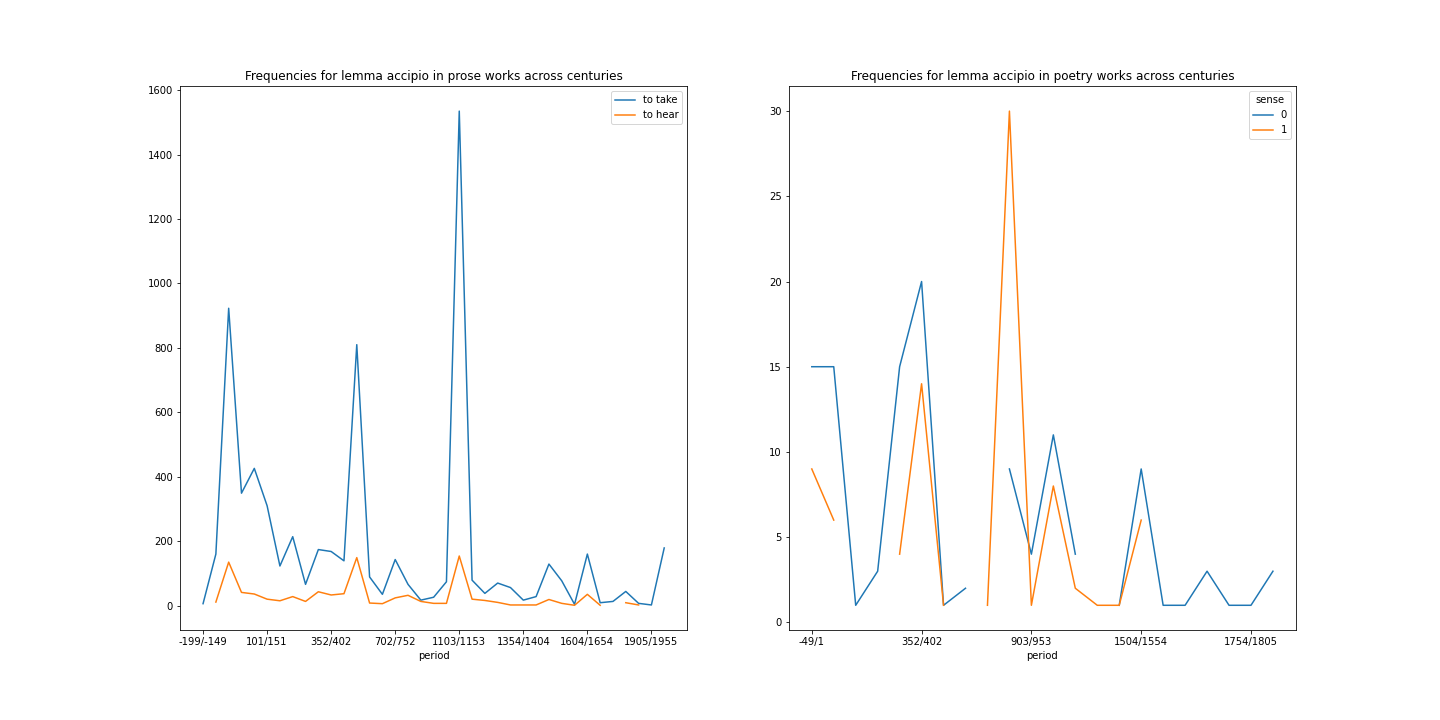 Frequencies for lemma accipio in prose works across centuries
to take
to hear
1600
1400
1200
1000
800
600
400
200
0
-199/-149 101/151 352/402 702/752 1103/1153 1354/1404 1604/1654 1905/1955
period
Frequencies for lemma accipio in poetry works across centuries
sense
0
1
30
25
20
15
10
5
0
-49/1 352/402 903/953 1504/1554 1754/1805
period